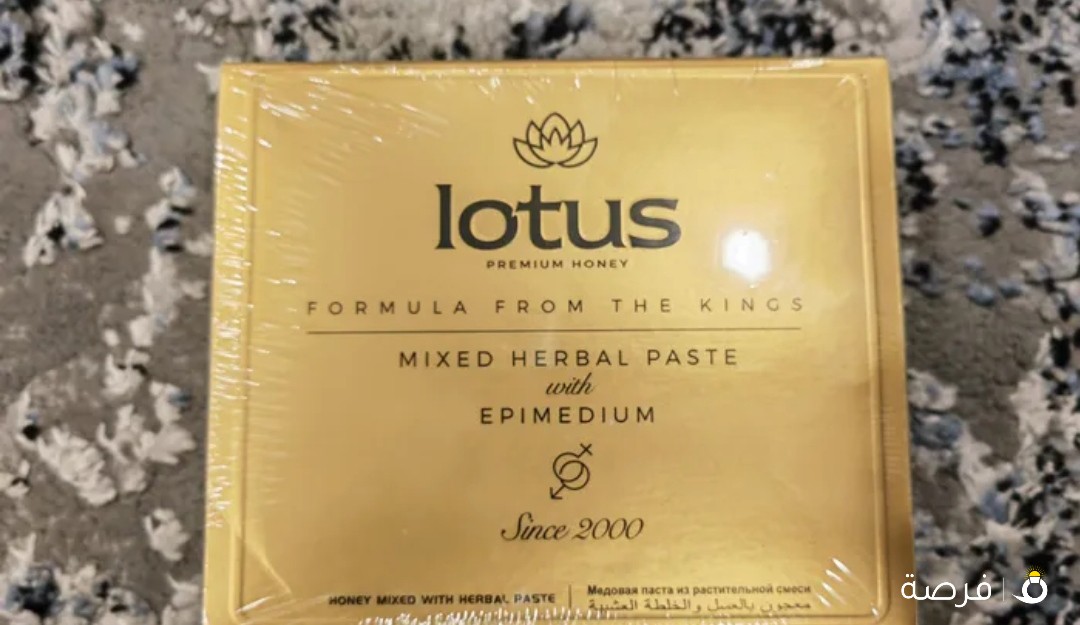 lotus
PREMIUM HONEY
FORMULA FROM THE KINGS
MIXED HERBAL PASTE
with
EPIMEDIUM
Since 2000
HONEY MIXED WITH HERBAL PASTE
Медовая паста из растительной смеси
معجون بالعسل والخلطة العشبية
فرصة